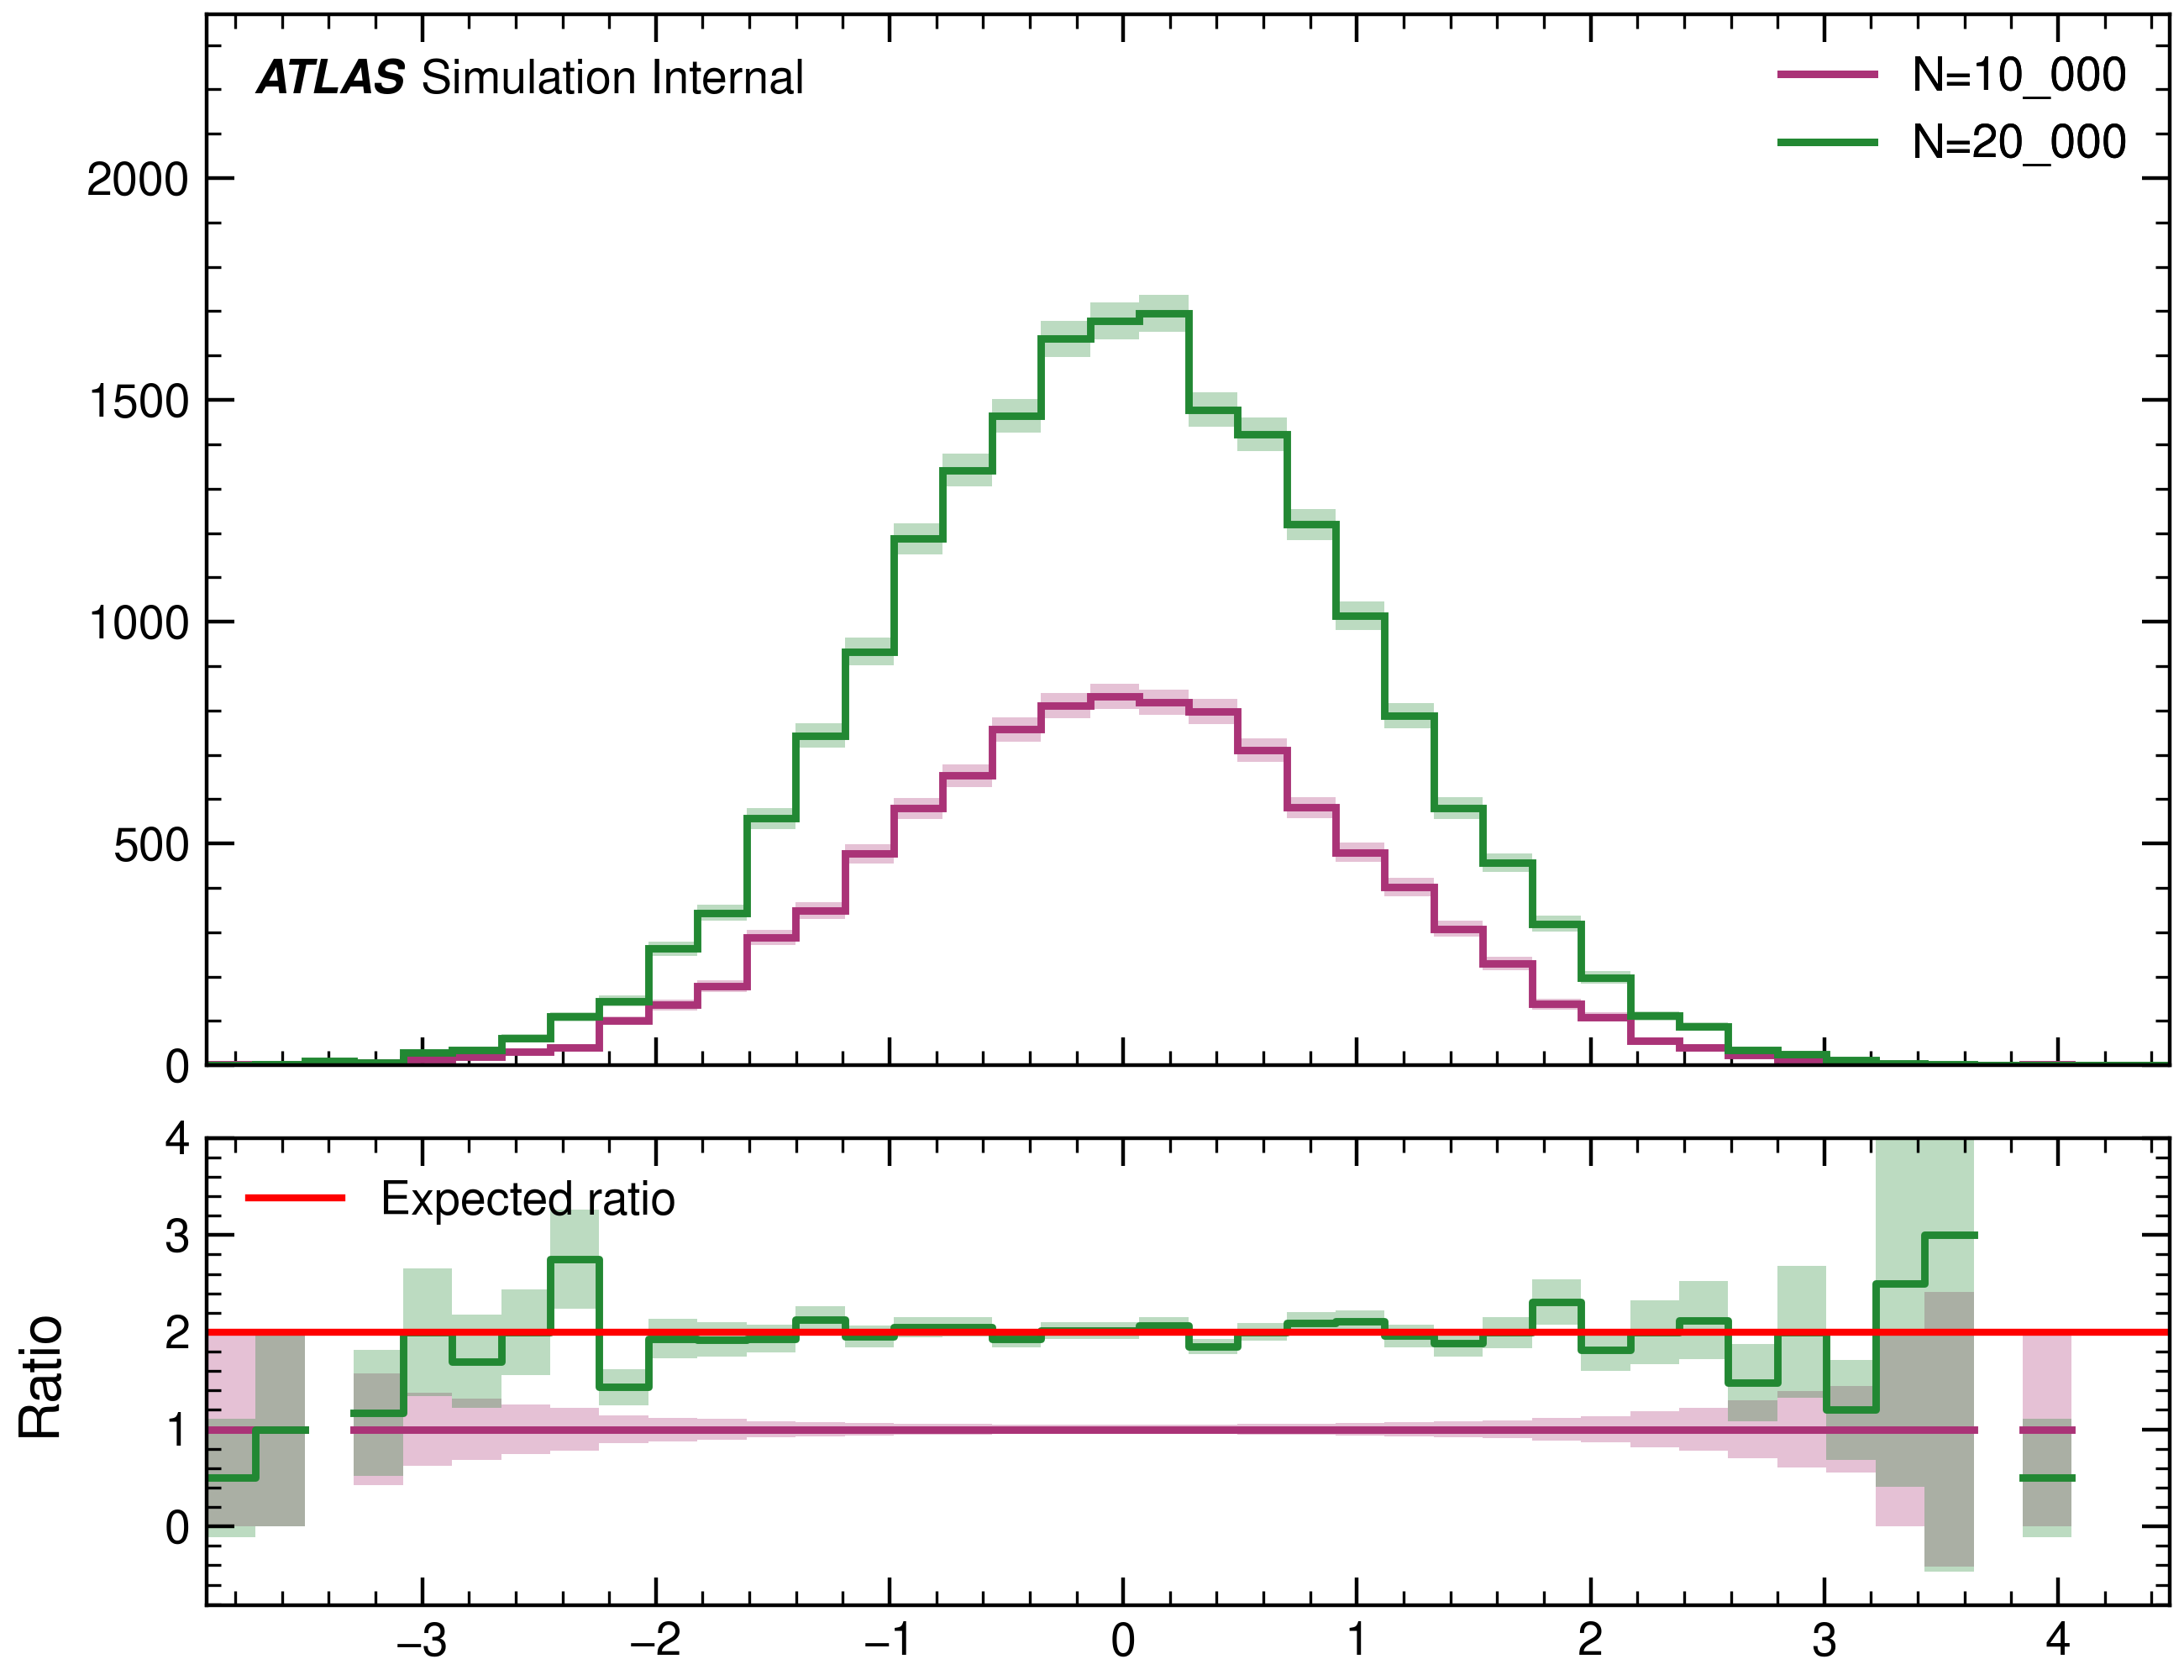 ATLAS Simulation Internal
N=10_000
N=20_000
2000
1500
1000
500
0
4
3
2
1
0
Expected ratio
Ratio
−3 −2 −1 0 1 2 3 4